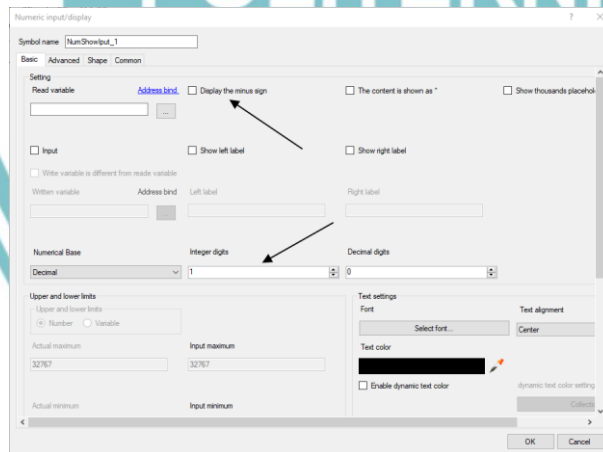 Numeric input/display ? X
Symbol name NumShowIput_1
Basic Advanced Shape Common
Setting
Read variable Address bind Display the minus sign The content is shown as * Show thousands placehol
...
Input Show left label Show right label
Write variable is different from made variable
Written variable Address bind Left label Right label
...
Numerical Base Integer digits Decimal digits
Decimal 1 0
Upper and lower limits Text settings
Upper and lower limits Font Text alignment
Number Variable Select font... Center
Actual maximum Input maximum Text color
32767 32767
Enable dynamic text color dynamic text color setting
Actual minimum Input minimum Collecti
OK Cancel